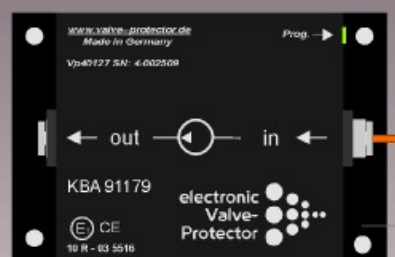 www.valve-protector.de
Made in Germany
Prog.
Vp40127 SN: 4-002509
out
in
KBA 91179
electronic
Valve-
Protector
E1 CE
10 R - 03 5516